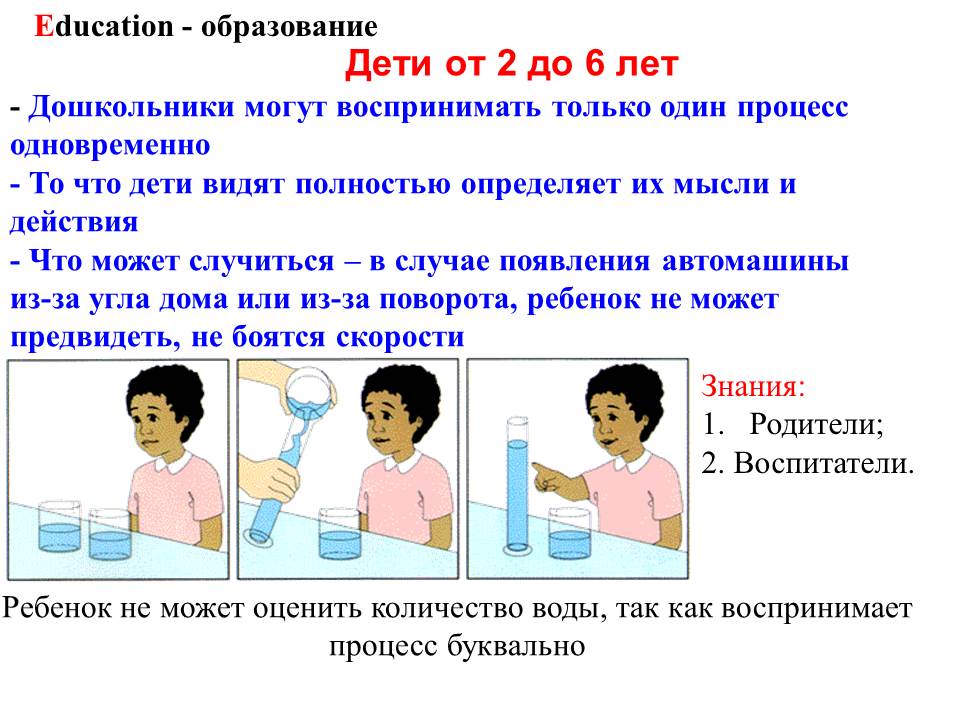 Education - образование
Дети от 2 до 6 лет
- Дошкольники могут воспринимать только один процесс
одновременно
- То что дети видят полностью определяет их мысли и
действия
- Что может случиться – в случае появления автомашины
из-за угла дома или из-за поворота, ребенок не может
предвидеть, не боятся скорости
Знания:
1. Родители;
2. Воспитатели.
Ребенок не может оценить количество воды, так как воспринимает
процесс буквально